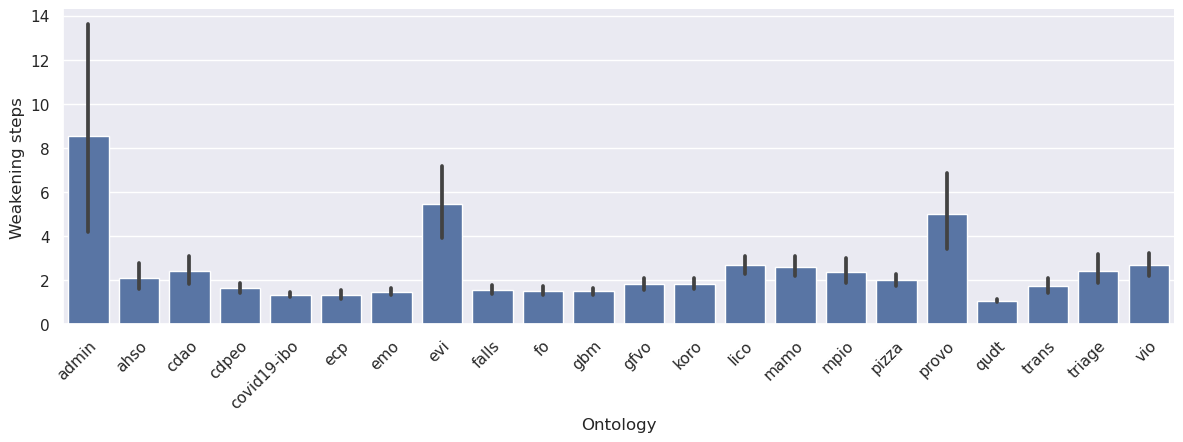 Weakening steps
14
12
10
8
6
4
2
0
admin
ahso
cdao
cdpeo
covid19-ibo
ecp
emo
evi
falls
fo
gbm
gfvo
koro
lico
mamo
mpio
pizza
provo
qudt
trans
triage
vio
Ontology